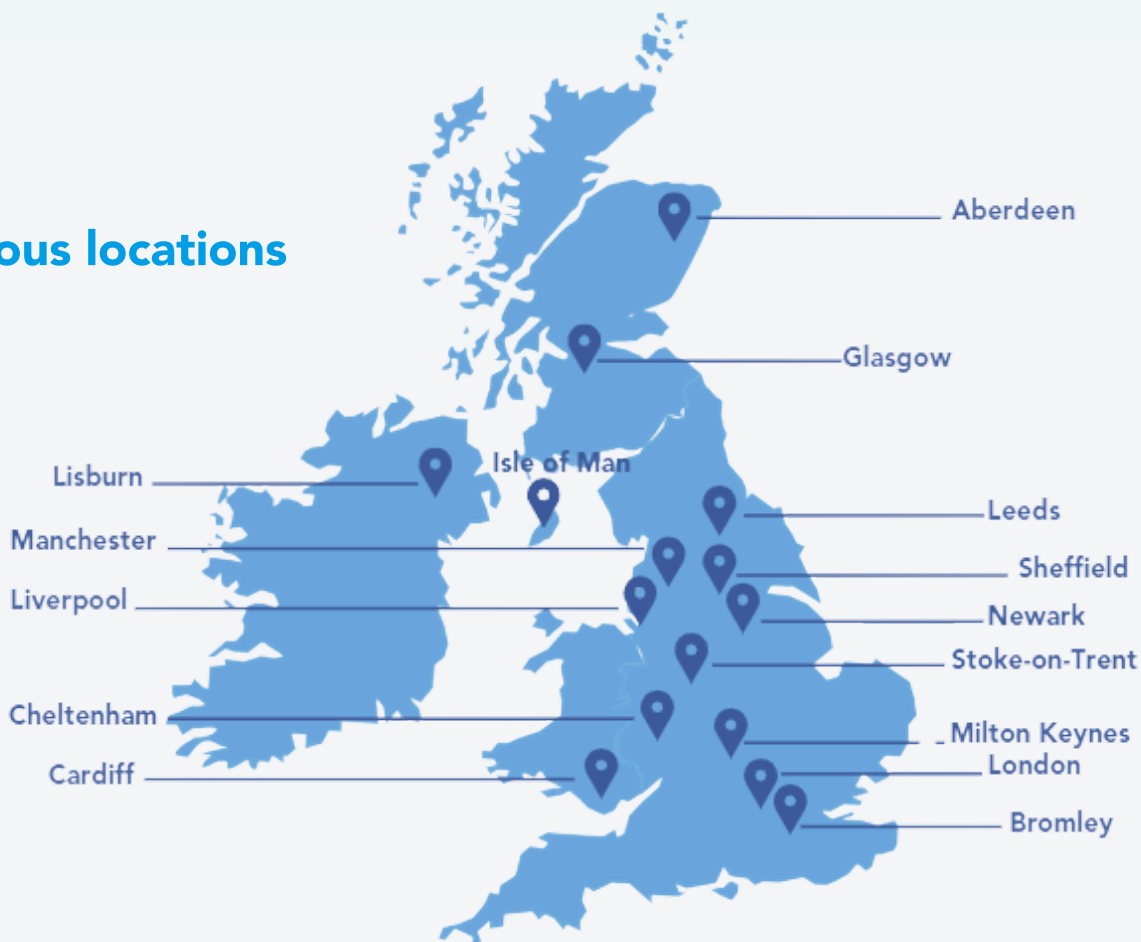 ous locations
Aberdeen
Glasgow
Isle of Man
Lisburn
Leeds
Manchester
Sheffield
Liverpool
Newark
Stoke-on-Trent
Cheltenham
Milton Keynes
London
Cardiff
Bromley